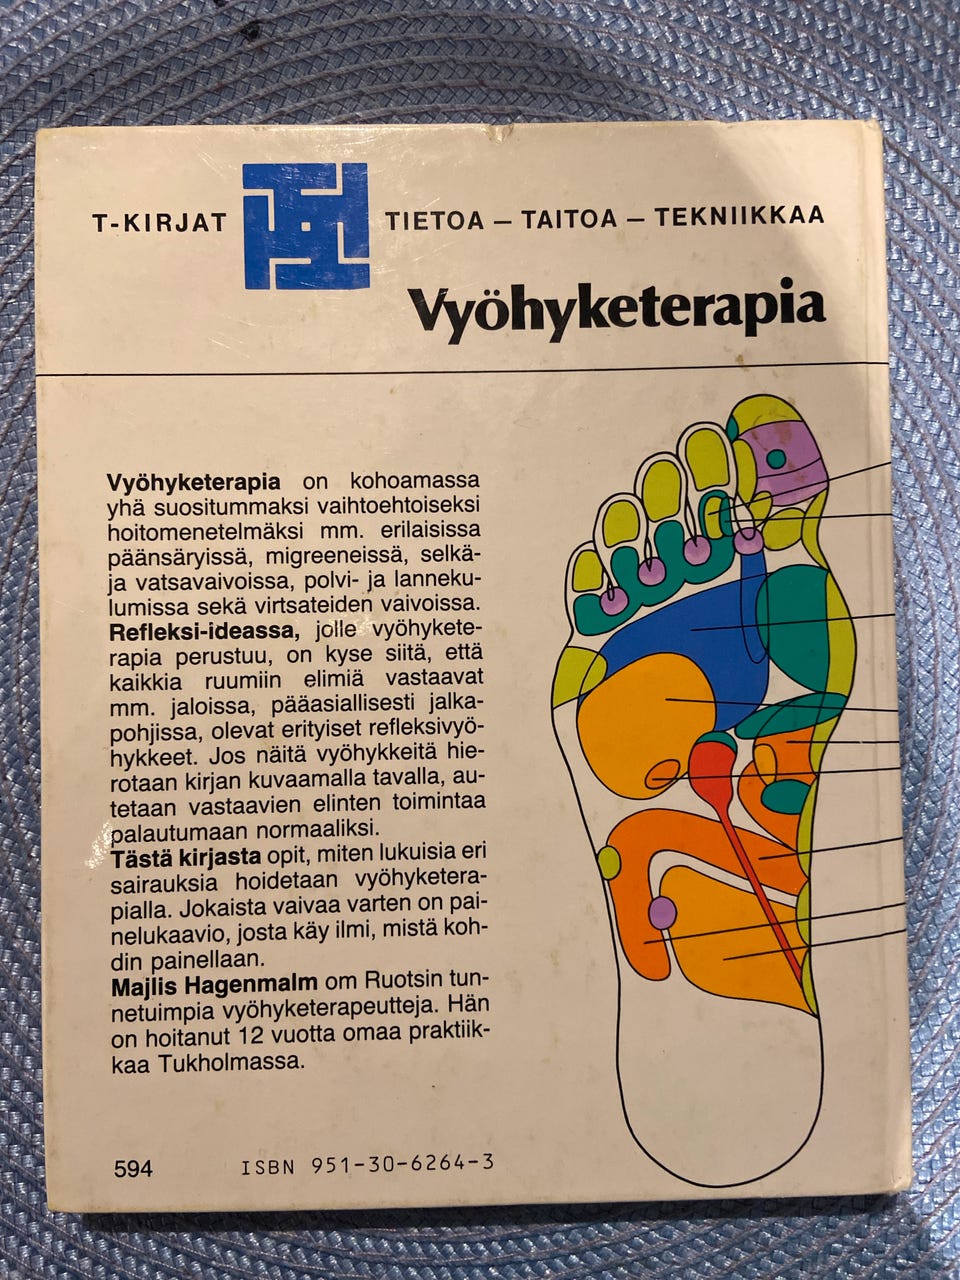 T-KIRJAT TIETOA – TAITOA – TEKNIIKKAA
Vyöhyketerapia
Vyöhyketerapia on kohoamassa
yhä suositummaksi vaihtoehtoiseksi
hoitomenetelmäksi mm. erilaisissa
päänsäryissä, migreeneissä, selkä-
ja vatsavaivoissa, polvi- ja lanneku-
lumissa sekä virtsateiden vaivoissa.
Refleksi-ideassa, jolle vyöhykete-
rapia perustuu, on kyse siitä, että
kaikkia ruumiin elimiä vastaavat
mm. jaloissa, pääasiallisesti jalka-
pohjissa, olevat erityiset refleksivyö-
hykkeet. Jos näitä vyöhykkeitä hie-
rotaan kirjan kuvaamalla tavalla, au-
tetaan vastaavien elinten toimintaa
palautumaan normaaliksi.
Tästä kirjasta opit, miten lukuisia eri
sairauksia hoidetaan vyöhyketera-
pialla. Jokaista vaivaa varten on pai-
nelukaavio, josta käy ilmi, mistä koh-
din painellaan.
Majlis Hagenmalm om Ruotsin tun-
netuimpia vyöhyketerapeutteja. Hän
on hoitanut 12 vuotta omaa praktiik-
kaa Tukholmassa.
594 ISBN 951-30-6264-3